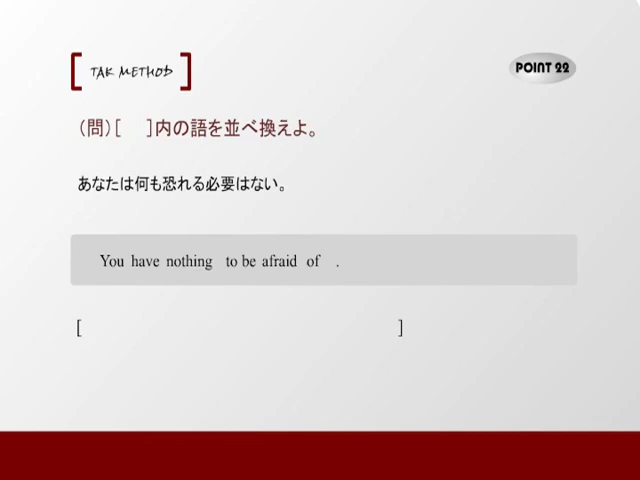 [ TAK METHOD ]
POINT 22
（問）[　]内の語を並べ換えよ。
あなたは何も恐れる必要はない。
You have nothing to be afraid of .
[ ]